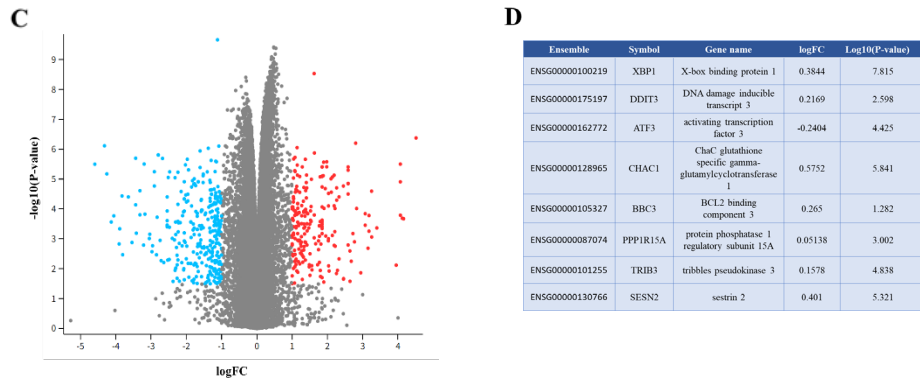 C
-log10(P-value)
9
8
7
6
5
4
3
2
1
0
-5 -4 -3 -2 -1 0 1 2 3 4 5
logFC
D
Ensemble Symbol Gene name logFC Log10(P-value)
ENSG00000100219 XBP1 X-box binding protein 1 0.3844 7.815
DNA damage inducible
ENSG00000175197 DDIT3 0.2169 2.598
transcript 3
activating transcription
ENSG00000162772 ATF3 -0.2404 4.425
factor 3
ChaC glutathione
specific gamma-
ENSG00000128965 CHAC1 0.5752 5.841
glutamylcyclotransferase
1
BCL2 binding
ENSG00000105327 BBC3 0.265 1.282
component 3
protein phosphatase 1
ENSG00000087074 PPP1R15A 0.05138 3.002
regulatory subunit 15A
ENSG00000101255 TRIB3 tribbles pseudokinase 3 0.1578 4.838
ENSG00000130766 SESN2 sestrin 2 0.401 5.321